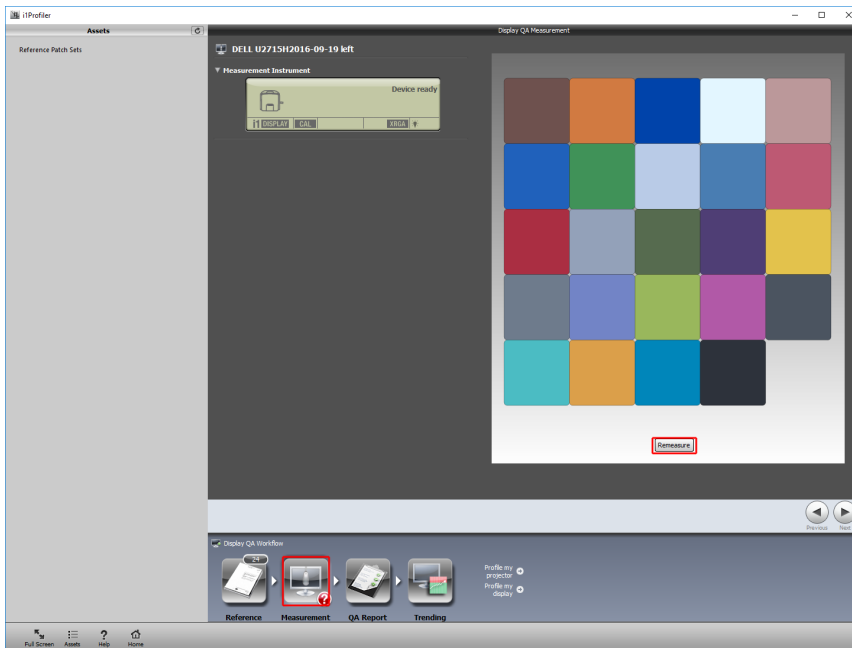 i1Profiler
Assets
Display QA Measurement
Reference Patch Sets
DELL U2715H2016-09-19 left
Measurement Instrument
Device ready
i1 DISPLAY CAL XRGA
Remeasure
Previous Next
Display QA Workflow
24
Profile my projector
Profile my display
?
Reference Measurement QA Report Trending
Full Screen Assets Help Home